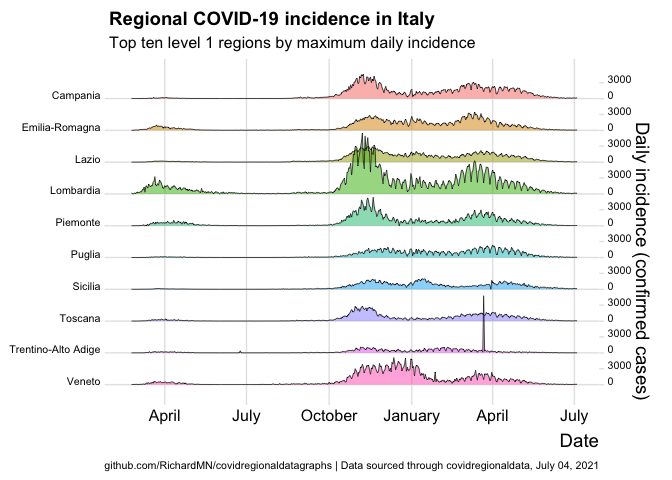 Regional COVID-19 incidence in Italy
Top ten level 1 regions by maximum daily incidence
Campania
3000
0
Emilia-Romagna
3000
0
Lazio
3000
0
Lombardia
3000
0
Piemonte
3000
0
Puglia
3000
0
Sicilia
3000
0
Toscana
3000
0
Trentino-Alto Adige
3000
0
Veneto
3000
0
Daily incidence (confirmed cases)
April
July
October
January
April
July
Date
github.com/RichardMN/covidregionaldatagraphs | Data sourced through covidregionaldata, July 04, 2021